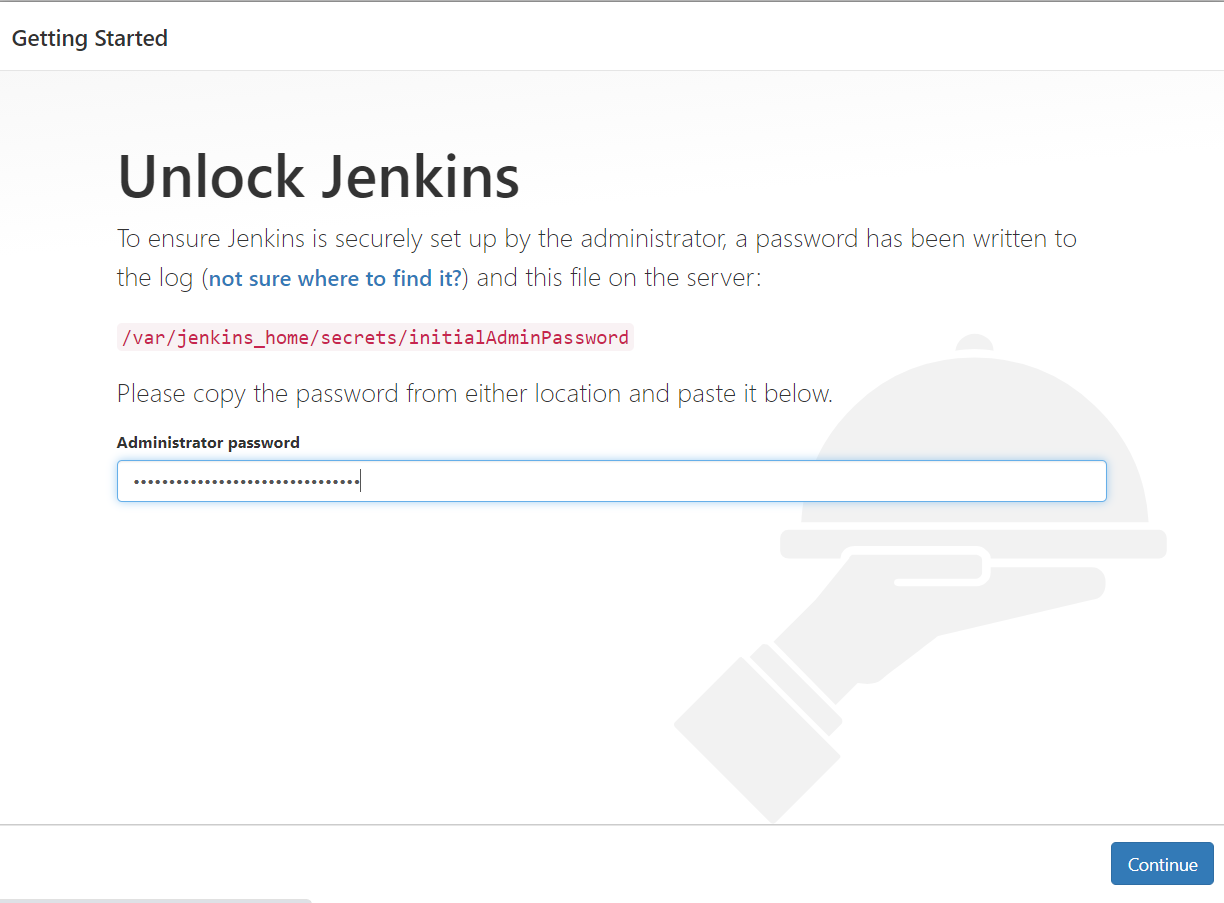 Getting Started
Unlock Jenkins
To ensure Jenkins is securely set up by the administrator, a password has been written to
the log (not sure where to find it?) and this file on the server:
/var/jenkins_home/secrets/initialAdminPassword
Please copy the password from either location and paste it below.
Administrator password
••••••••••••••••••••••••••••••••
Continue